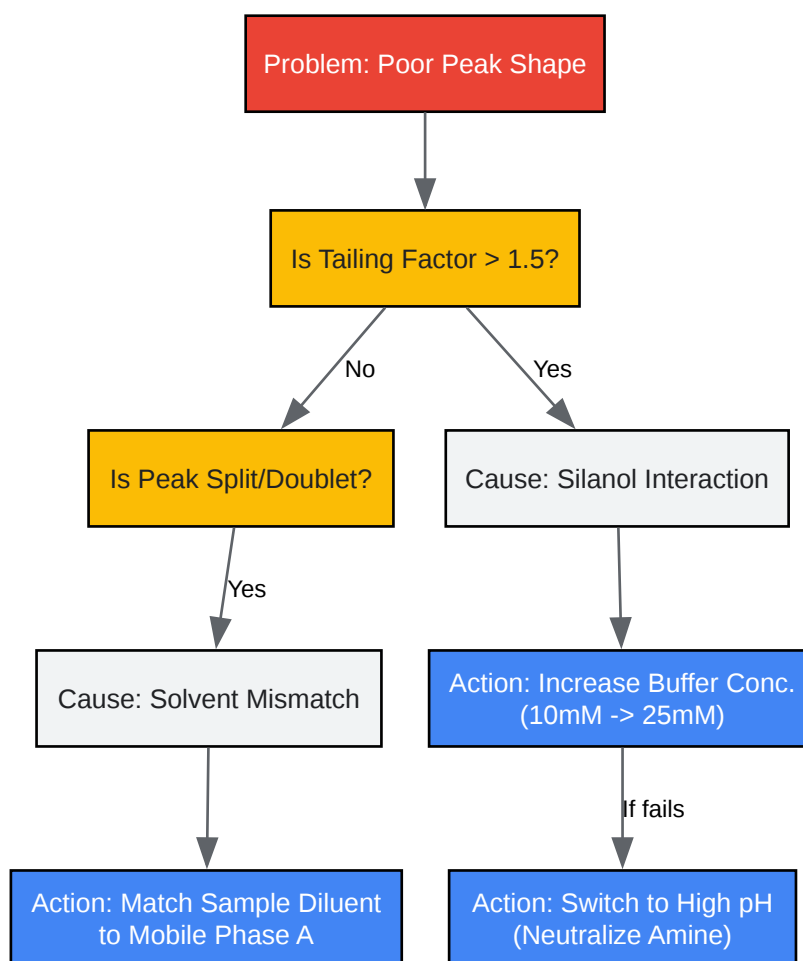 Problem: Poor Peak Shape
Is Tailing Factor > 1.5?
No
Yes
Is Peak Split/Doublet?
Cause: Silanol Interaction
Yes
Cause: Solvent Mismatch
Action: Increase Buffer Conc.
(10mM -> 25mM)
If fails
Action: Match Sample Diluent
to Mobile Phase A
Action: Switch to High pH
(Neutralize Amine)